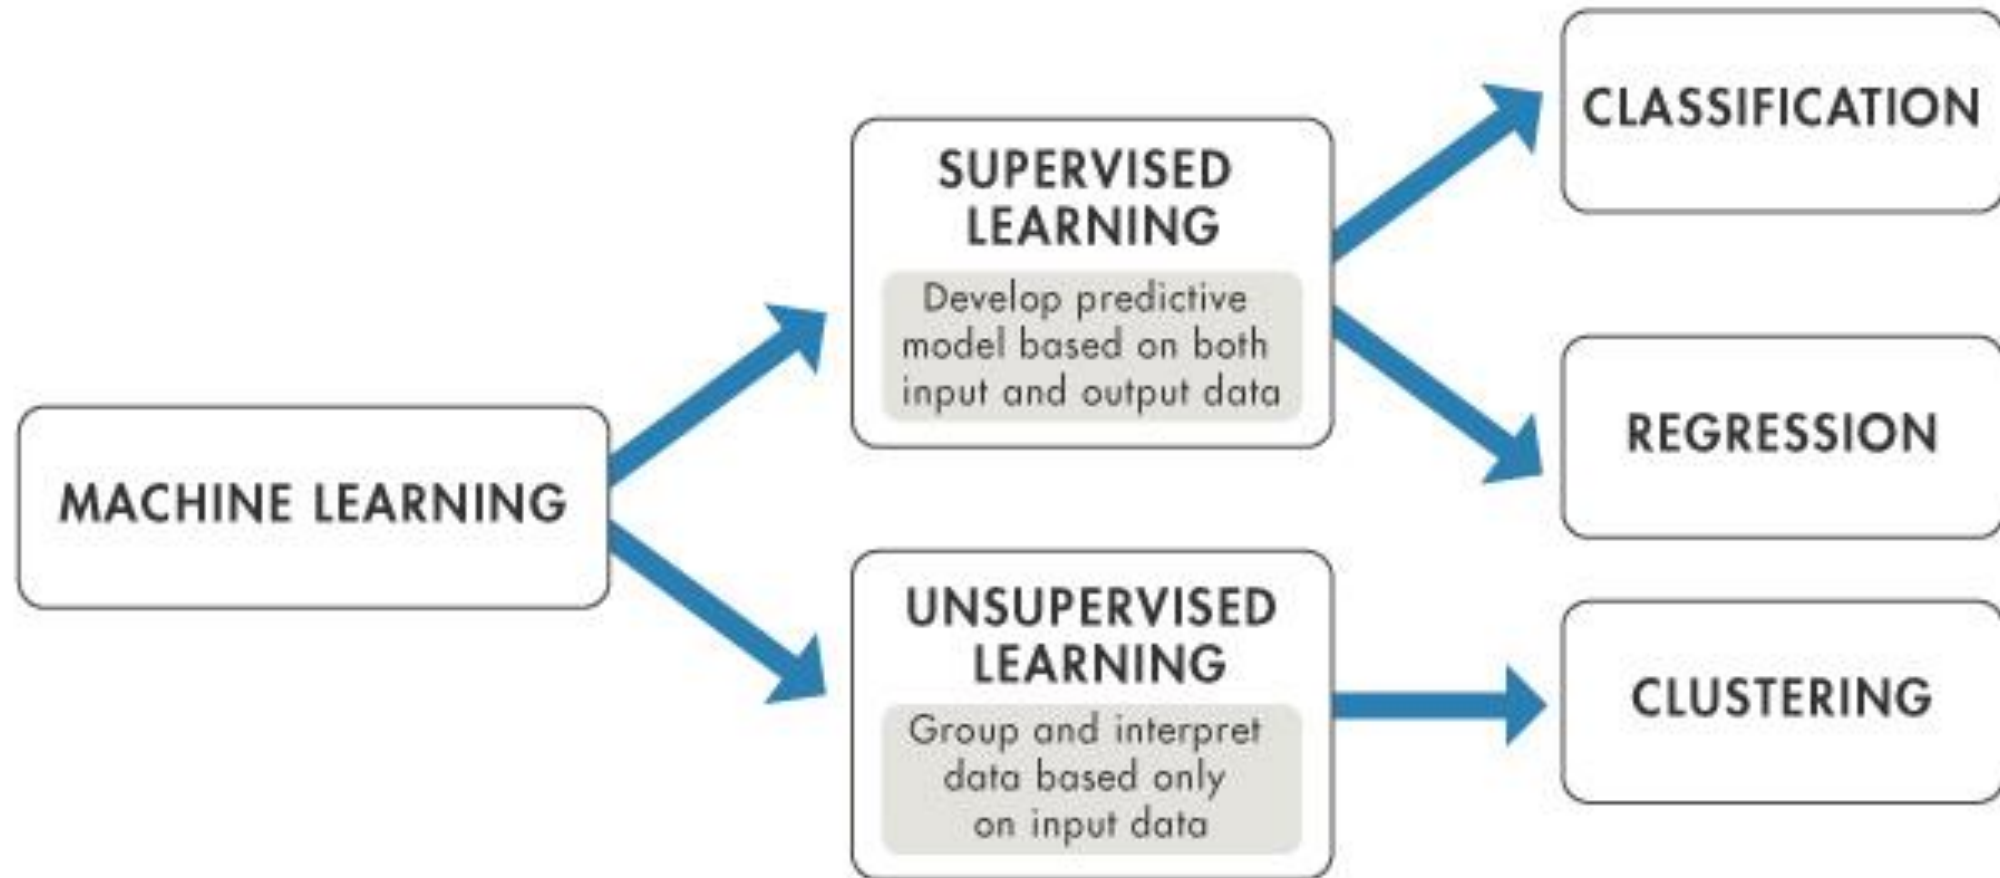 MACHINE LEARNING
SUPERVISED
LEARNING
Develop predictive
model based on both
input and output data
UNSUPERVISED
LEARNING
Group and interpret
data based only
on input data
CLASSIFICATION
REGRESSION
CLUSTERING